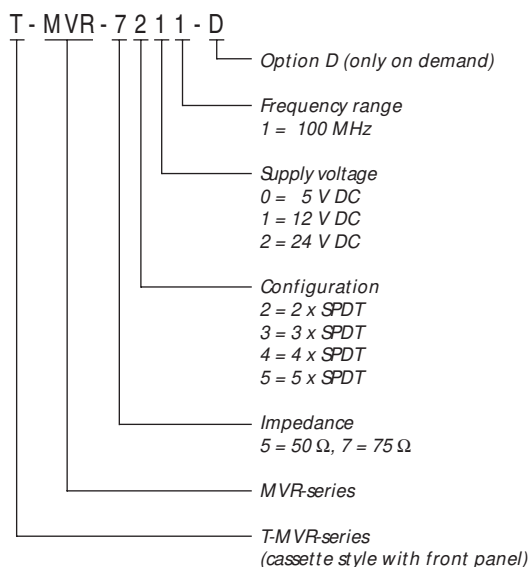 T - MVR - 7 2 1 1 - D
Option D (only on demand)
Frequency range
1 = 100 MHz
Supply voltage
0 = 5 V DC
1 = 12 V DC
2 = 24 V DC
Configuration
2 = 2 x SPDT
3 = 3 x SPDT
4 = 4 x SPDT
5 = 5 x SPDT
Impedance
5 = 50 Ω, 7 = 75 Ω
MVR-series
T-MVR-series
(cassette style with front panel)